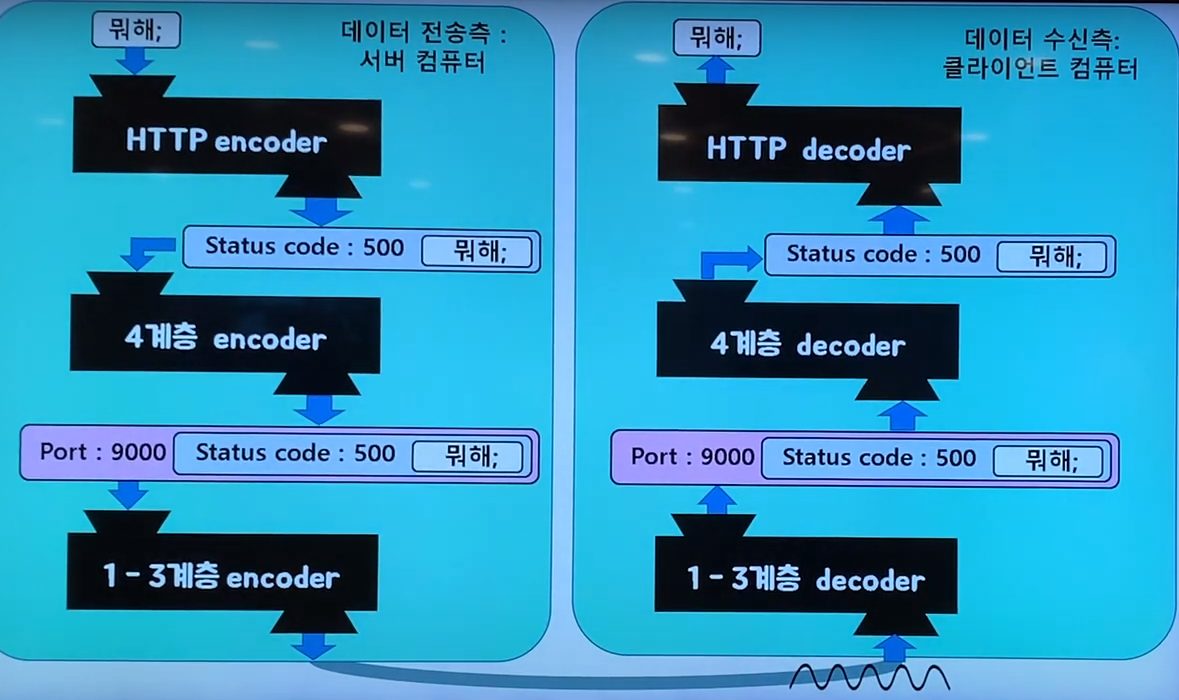 뭐해;
데이터 전송측 :
서버 컴퓨터
HTTP encoder
Status code : 500 뭐해;
4계층 encoder
Port : 9000 Status code : 500 뭐해;
1 - 3계층 encoder
뭐해;
데이터 수신측:
클라이언트 컴퓨터
HTTP decoder
Status code : 500 뭐해;
4계층 decoder
Port : 9000 Status code : 500 뭐해;
1 - 3계층 decoder